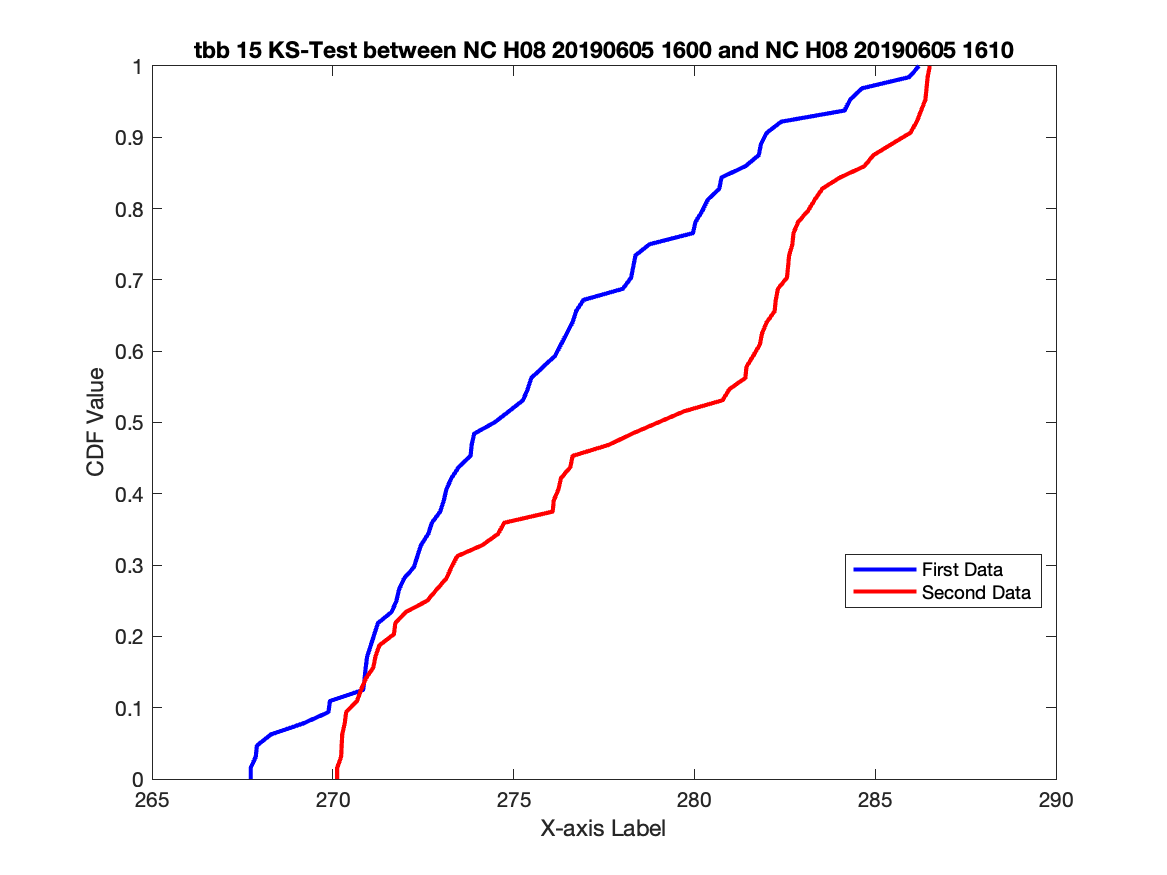 tbb 15 KS-Test between NC H08 20190605 1600 and NC H08 20190605 1610
1
0.9
0.8
0.7
0.6
0.5
0.4
0.3
0.2
0.1
0
CDF Value
First Data
Second Data
265 270 275 280 285 290
X-axis Label